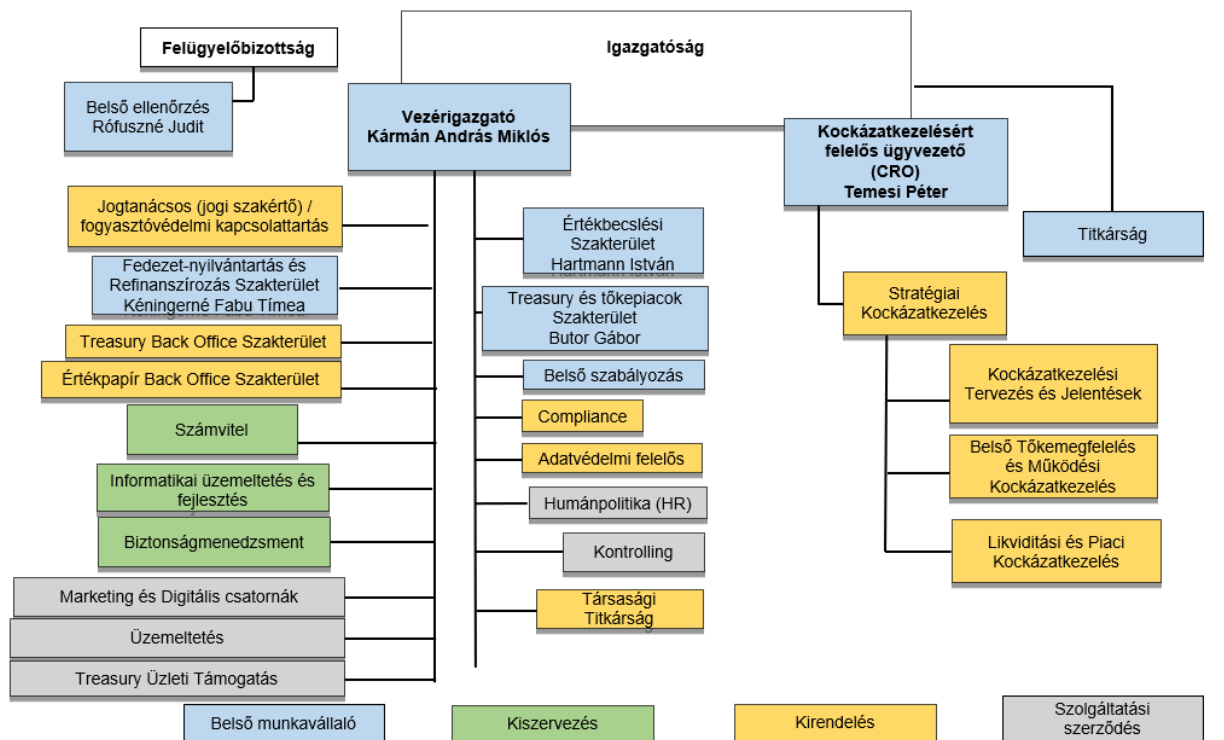 Felügyelőbizottság
Igazgatóság
Belső ellenőrzés
Rófuszné Judit
Vezérigazgató
Kármán András Miklós
Kockázatkezelésért
felelős ügyvezető
(CRO)
Temesi Péter
Titkárság
Jogtanácsos (jogi szakértő) /
fogyasztóvédelmi kapcsolattartás
Fedezet-nyilvántartás és
Refinanszírozás Szakterület
Kéningerné Fabu Tímea
Treasury Back Office Szakterület
Értékpapír Back Office Szakterület
Számvitel
Informatikai üzemeltetés és
fejlesztés
Biztonságmenedzsment
Marketing és Digitális csatornák
Üzemeltetés
Treasury Üzleti Támogatás
Értékbecslési
Szakterület
Hartmann István
Treasury és tőkepiacok
Szakterület
Butor Gábor
Belső szabályozás
Compliance
Adatvédelmi felelős
Humánpolitika (HR)
Kontrolling
Társasági
Titkárság
Stratégiai
Kockázatkezelés
Kockázatkezelési
Tervezés és Jelentések
Belső Tőkemegfelelés
és Működési
Kockázatkezelés
Likviditási és Piaci
Kockázatkezelés
Belső munkavállaló
Kiszervezés
Kirendelés
Szolgáltatási
szerződés